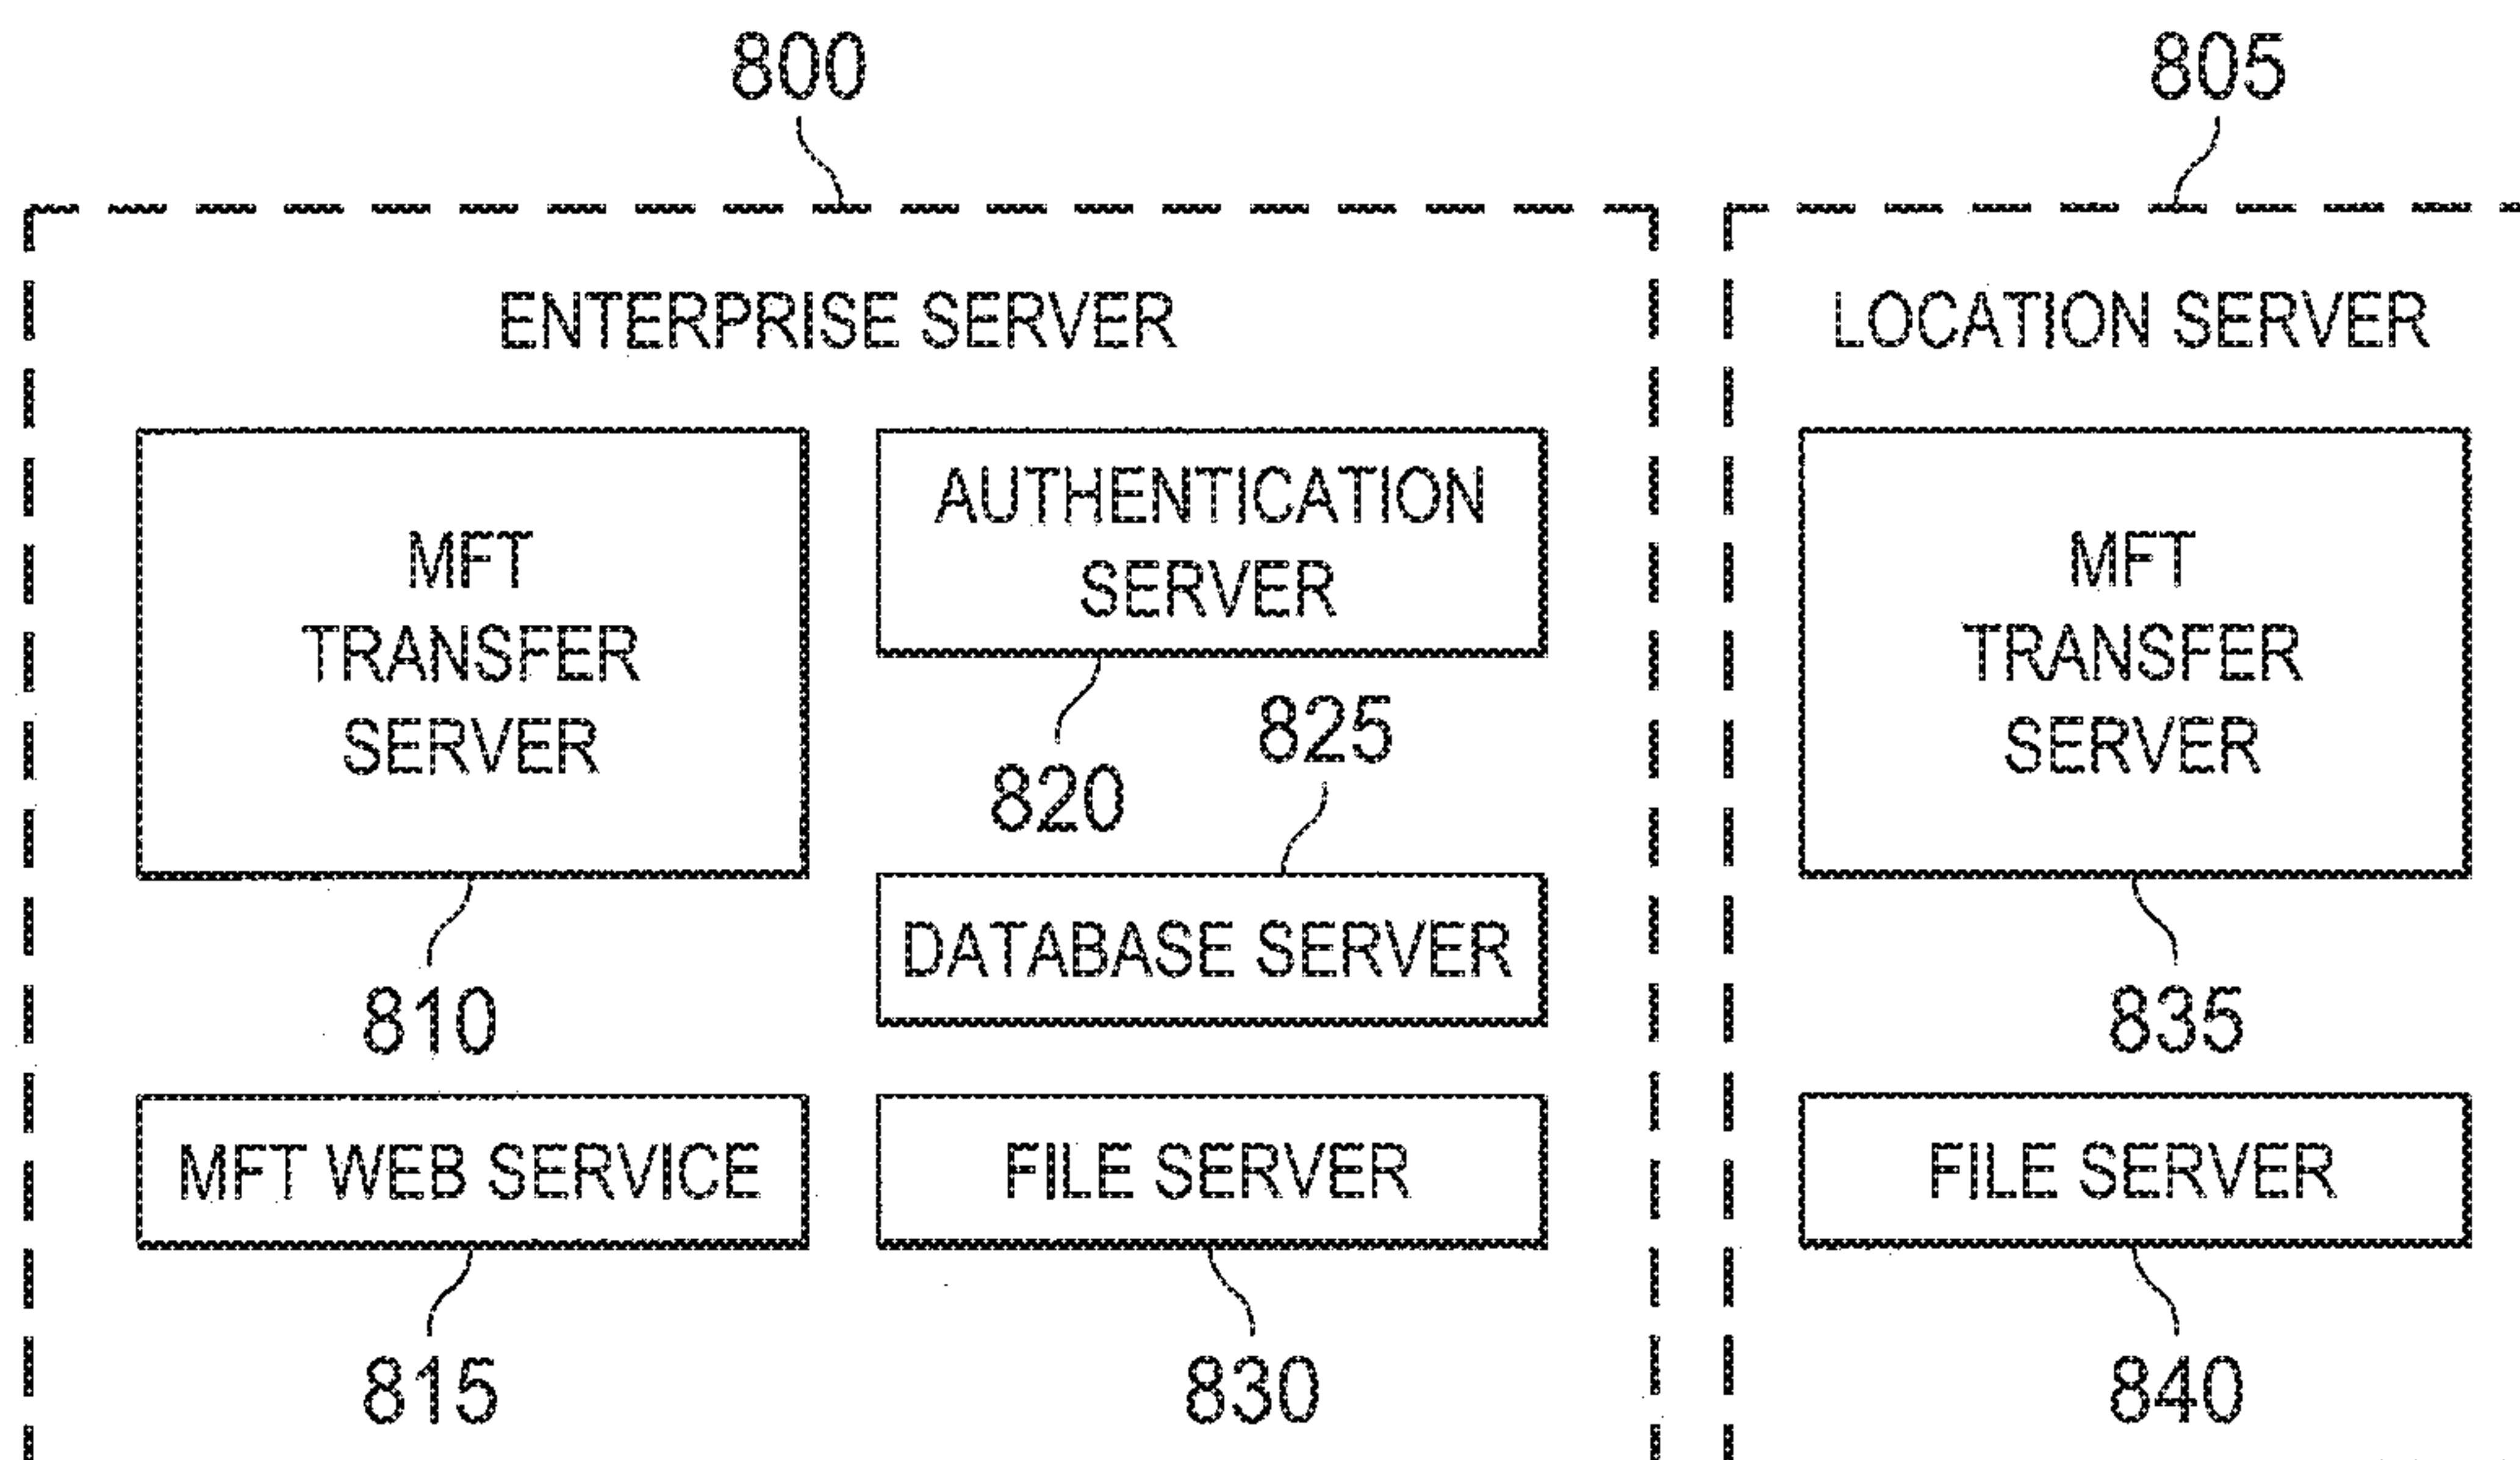 800
805
ENTERPRISE SERVER
LOCATION SERVER
MFT
TRANSFER
SERVER
810
AUTHENTICATION
SERVER
820
825
DATABASE SERVER
MFT WEB SERVICE
815
FILE SERVER
830
MFT
TRANSFER
SERVER
835
FILE SERVER
840